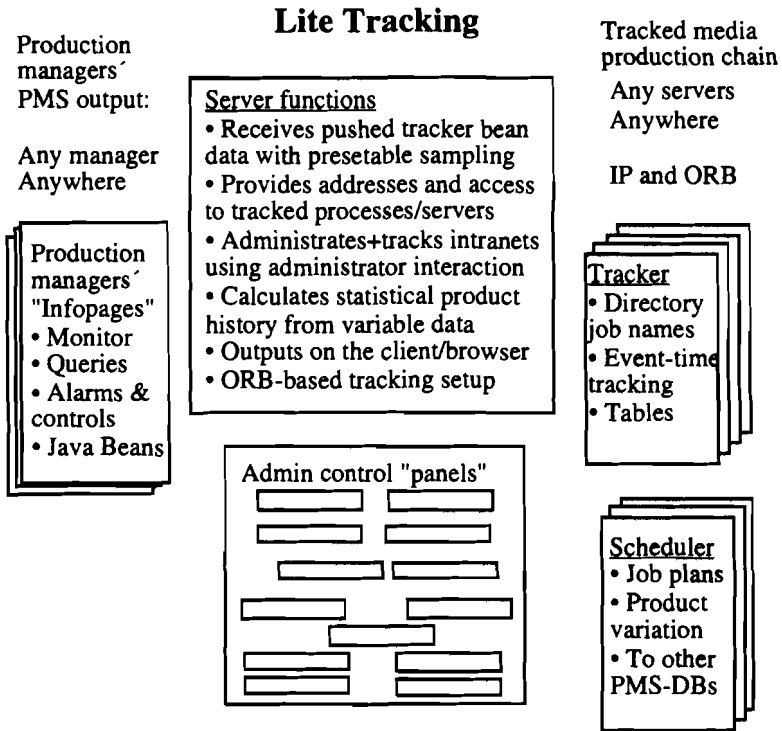 Lite Tracking
Production
managers´
PMS output:
Any manager
Anywhere
Production
managers´
"Infopages"
• Monitor
• Queries
• Alarms &
controls
• Java Beans
Server functions
• Receives pushed tracker bean
data with presetable sampling
• Provides addresses and access
to tracked processes/servers
• Administrates+tracks intranets
using administrator interaction
• Calculates statistical product
history from variable data
• Outputs on the client/browser
• ORB-based tracking setup
Admin control "panels"
Tracked media
production chain
Any servers
Anywhere
IP and ORB
Tracker
• Directory
job names
• Event-time
tracking
• Tables
Scheduler
• Job plans
• Product
variation
• To other
PMS-DBs